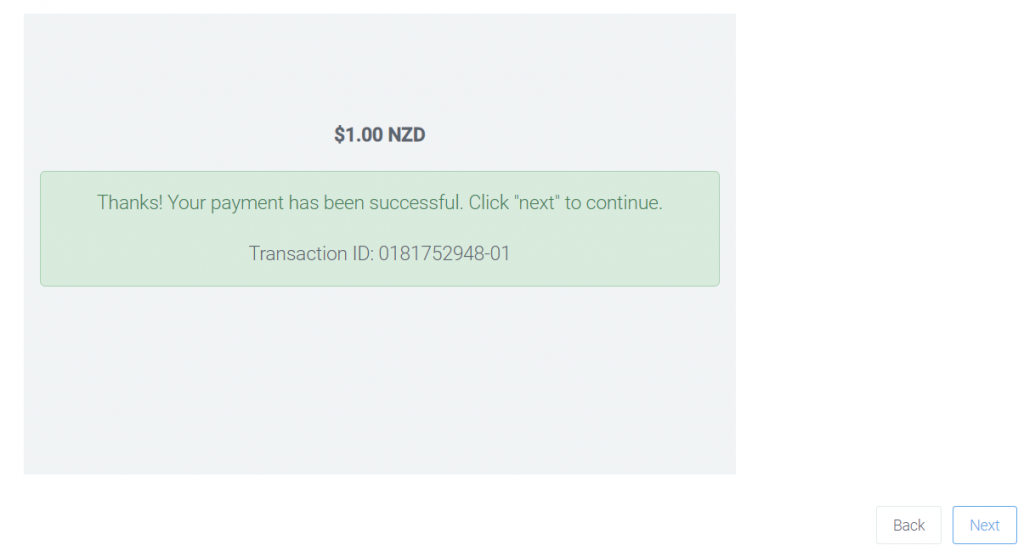 $1.00 NZD
Thanks! Your payment has been successful. Click "next" to continue.
Transaction ID: 0181752948-01
Back
Next